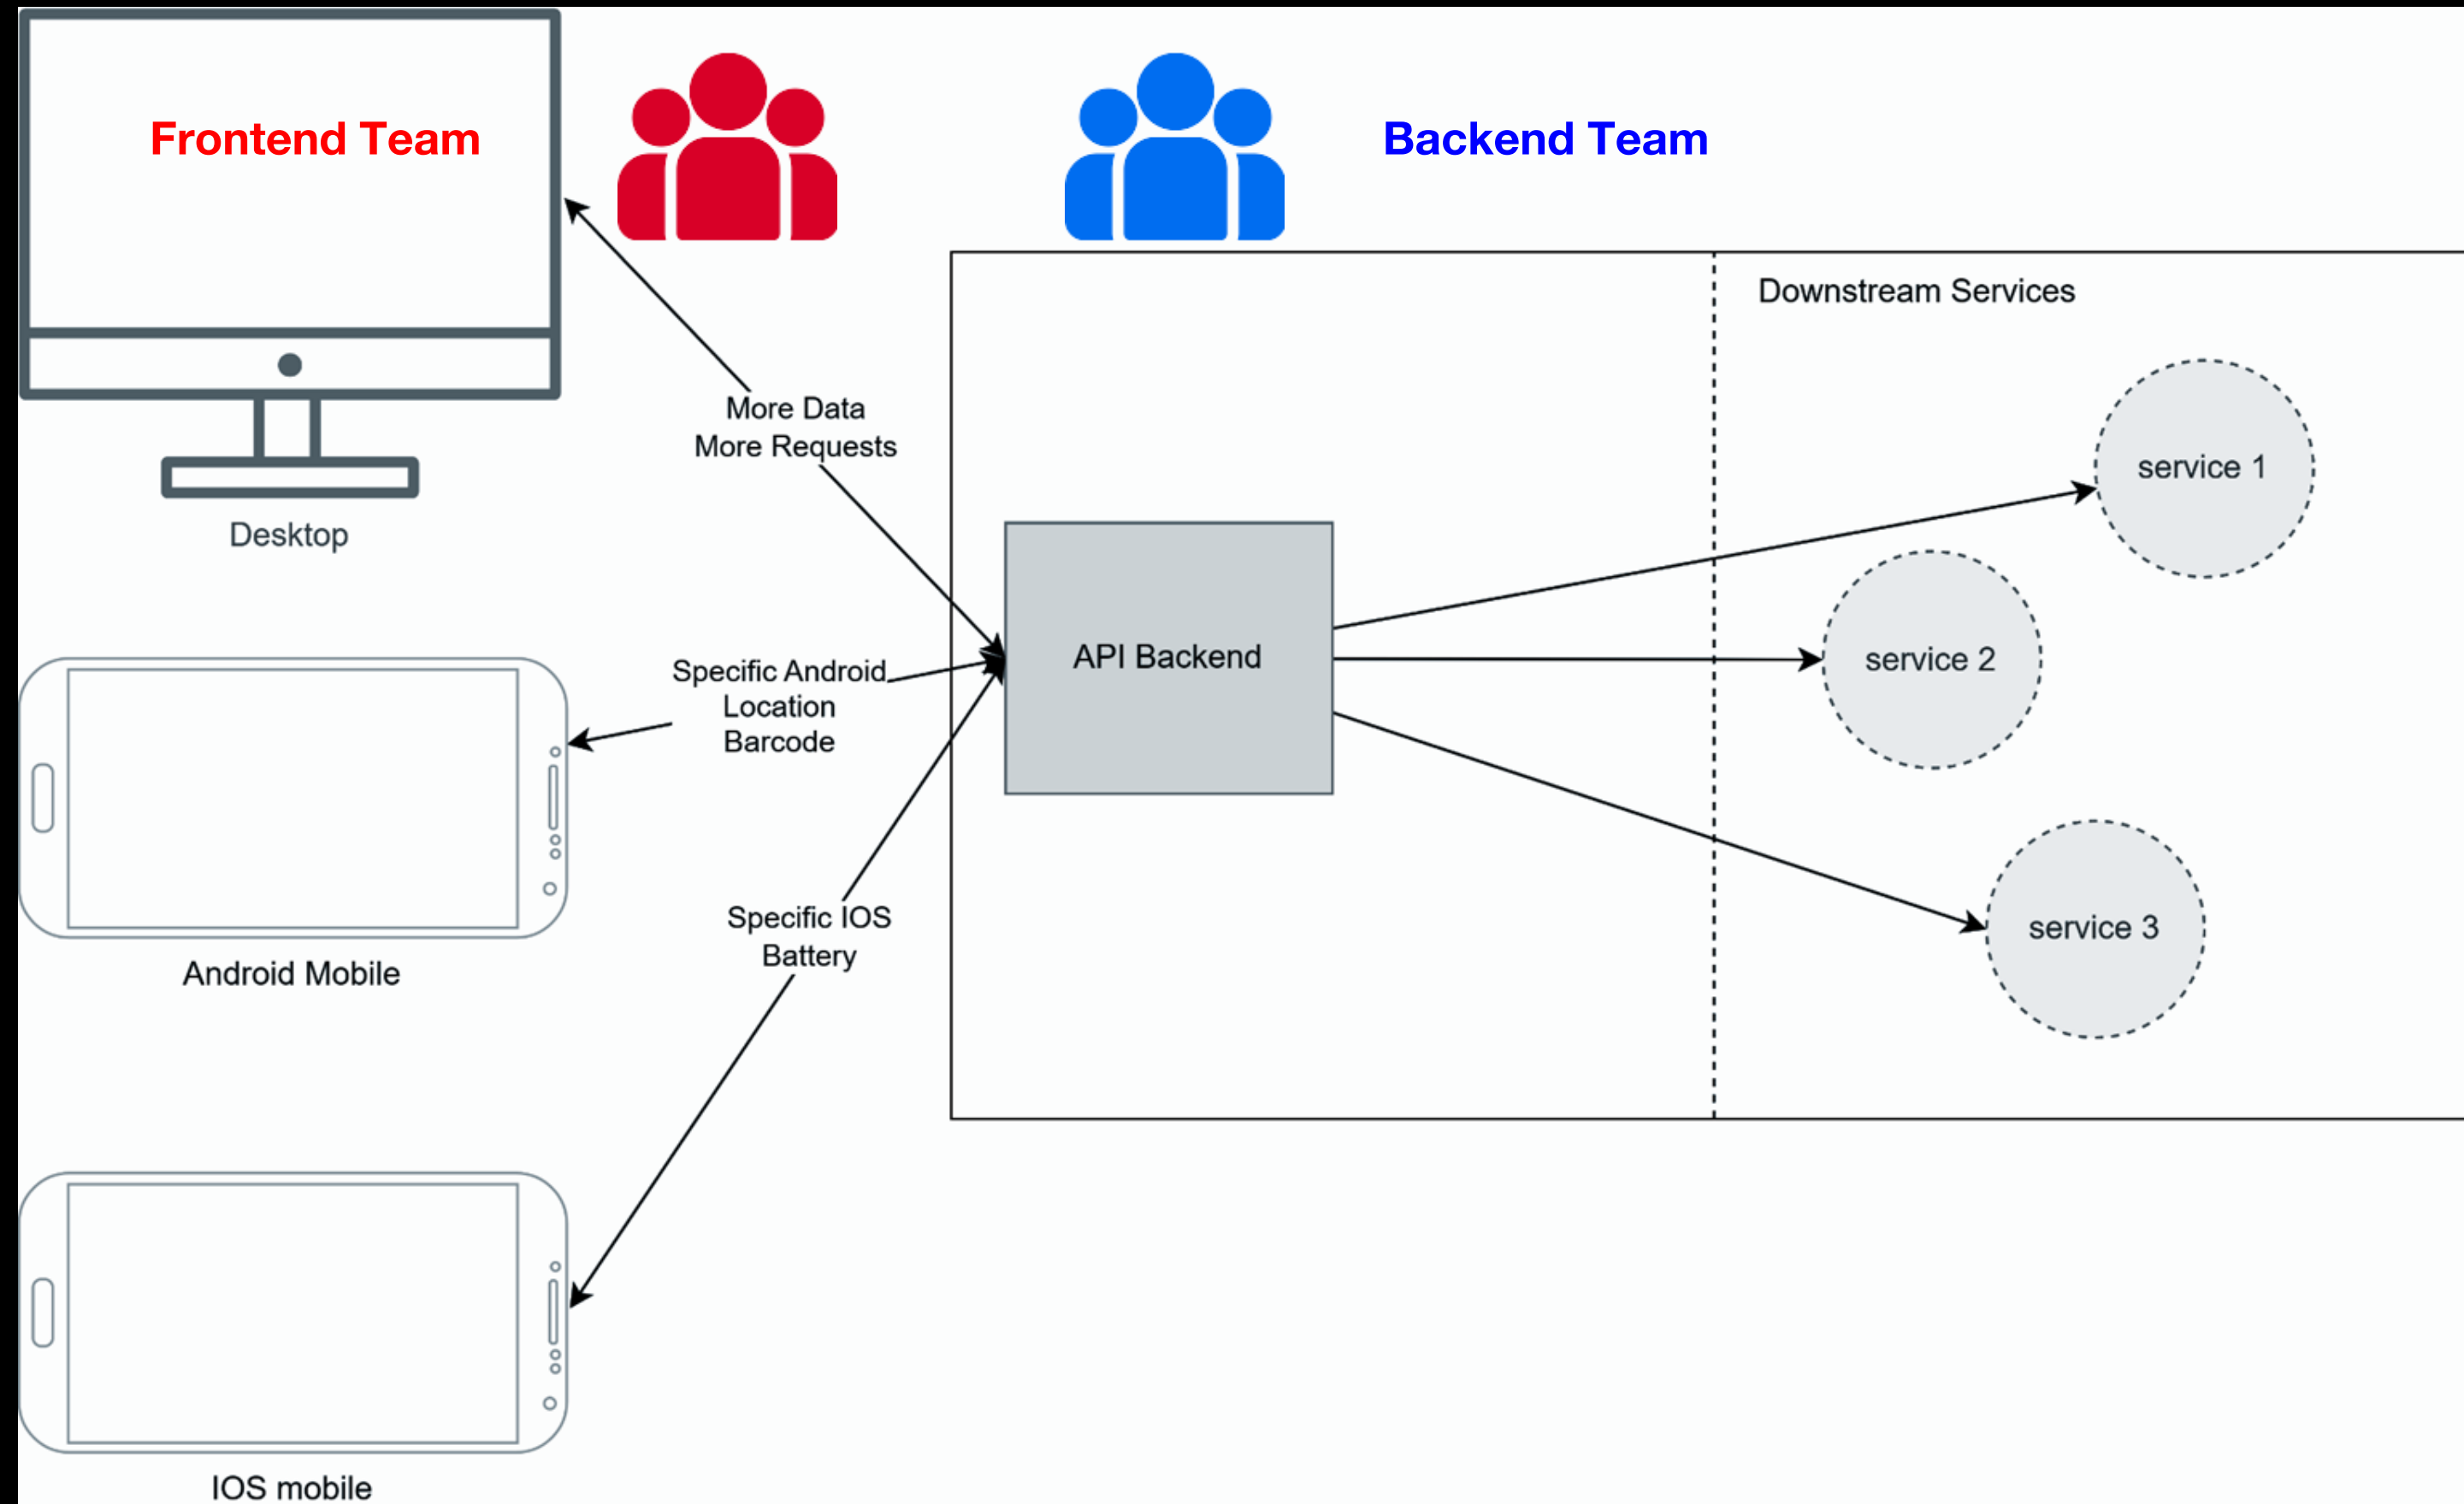 Frontend Team
Backend Team
Downstream Services
More Data
More Requests
service 1
Desktop
API Backend
service 2
Specific Android
Location
Barcode
Specific IOS
Battery
service 3
Android Mobile
IOS mobile